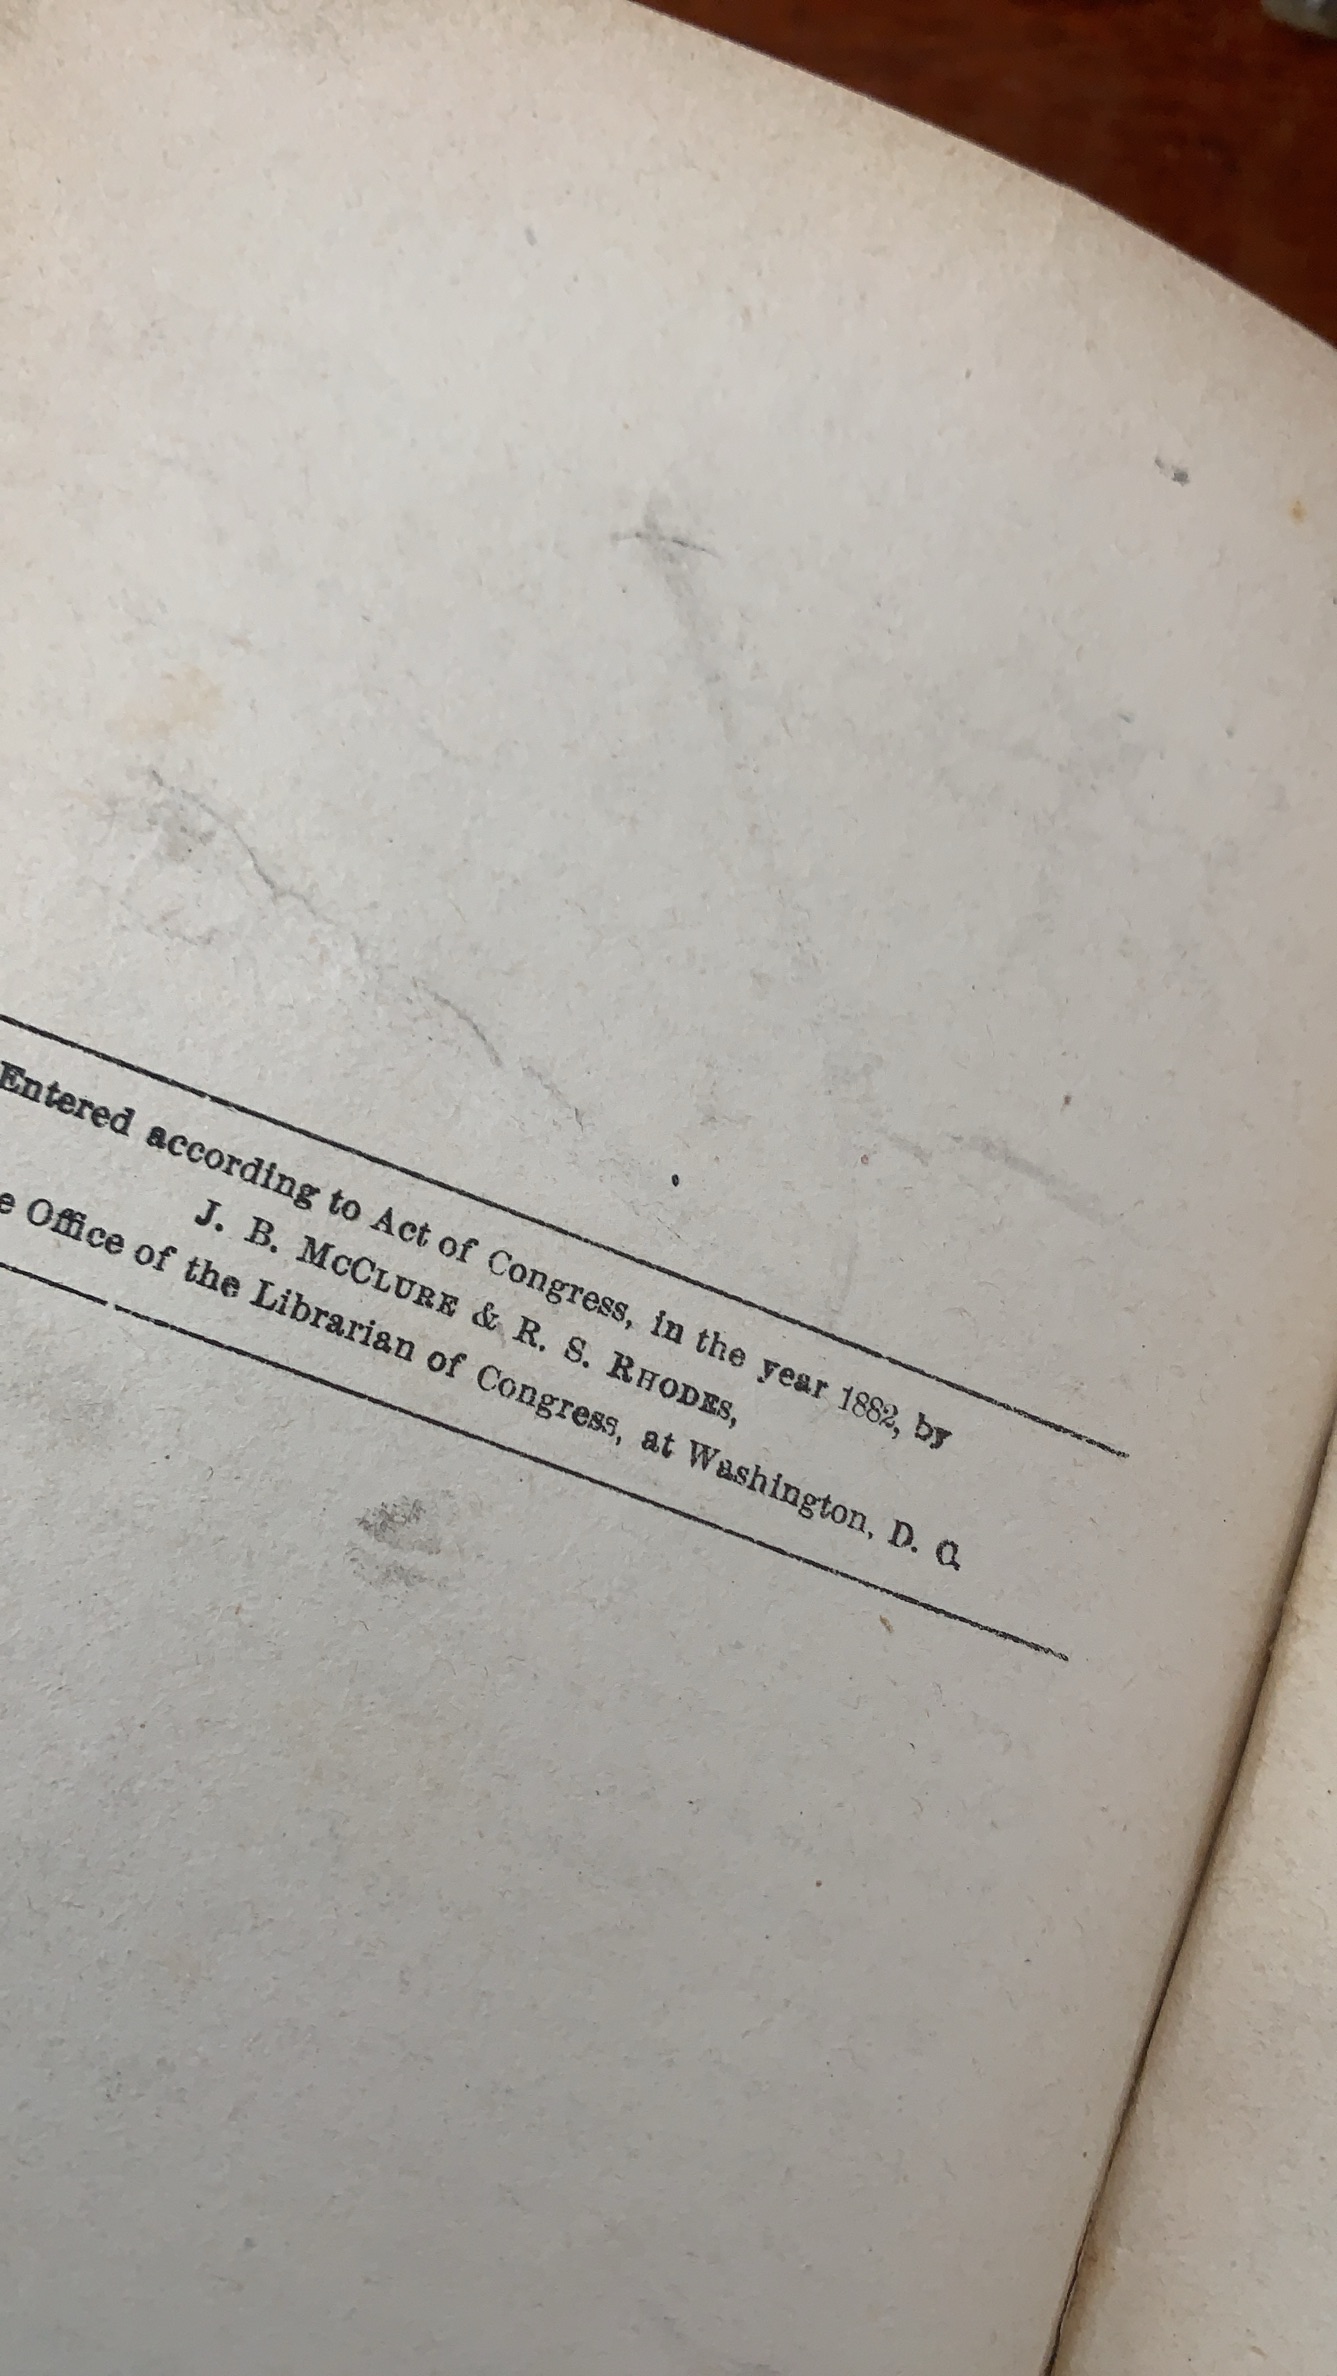 Entered according to Act of Congress, in the year 1882, by
J. B. McCLURE & R. S. RHODES,
e Office of the Librarian of Congress, at Washington, D. C.